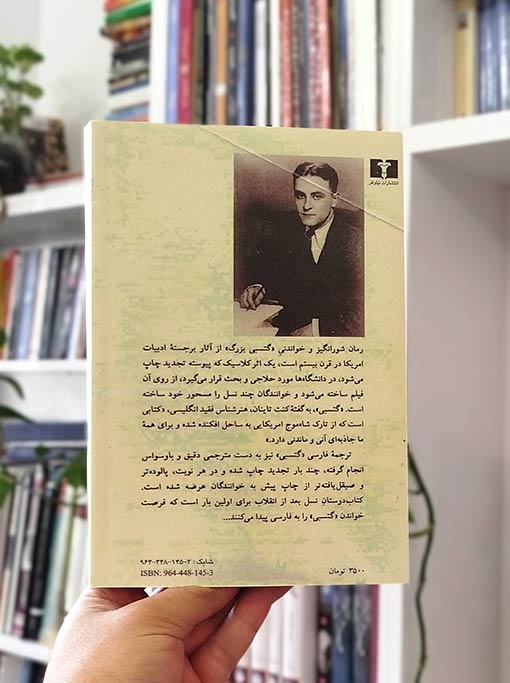 انتشارات نیلوفر
رمان شورانگیز و خواندنیِ «گتسبی بزرگ» از آثار برجستهٔ ادبیات
امریکا در قرن بیستم است، یک اثر کلاسیک که پیوسته تجدید چاپ
می‌شود، در دانشگاه‌ها مورد حلاجی و بحث قرار می‌گیرد، از روی آن
فیلم ساخته می‌شود و خوانندگان چند نسل را مسحور خود ساخته
است. «گتسبی»، به گفتهٔ کنت تاینان، هنرشناس فقید انگلیسی، «کتابی
است که از تارک شاه‌موج امریکایی به ساحل افکنده شده و برای همهٔ
ما جاذبه‌ای آنی و ماندنی دارد.»
ترجمهٔ فارسی «گتسبی» نیز به دست مترجمی دقیق و باوسواس
انجام گرفته، چند بار تجدید چاپ شده و در هر نوبت، پالوده‌تر
و صیقل‌یافته‌تر از چاپ پیش به خوانندگان عرضه شده است.
کتاب‌دوستانِ نسل بعد از انقلاب برای اولین بار است که فرصت
خواندن «گتسبی» را به فارسی پیدا می‌کنند...
شابک: ۲-۱۴۵-۴۴۸-۹۶۴
ISBN: 964-448-145-3
۳۵۰۰ تومان